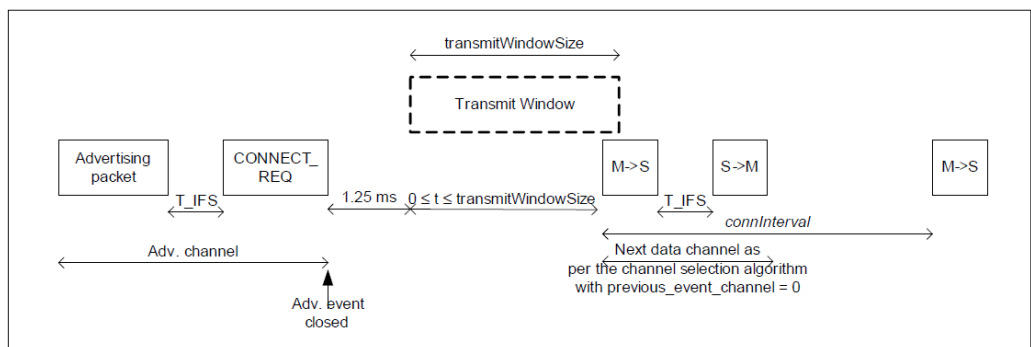 transmitWindowSize
Transmit Window
Advertising
packet
CONNECT_
REQ
M->S
S->M
M->S
T_IFS
1.25 ms
0 ≤ t ≤ transmitWindowSize
T_IFS
connInterval
Adv. channel
Next data channel as
per the channel selection algorithm
with previous_event_channel = 0
Adv. event
closed